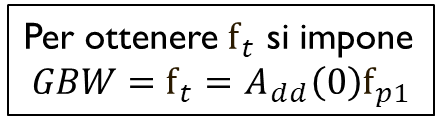 Per ottenere f_t si impone
GBW = f_t = A_dd(0)f_p1